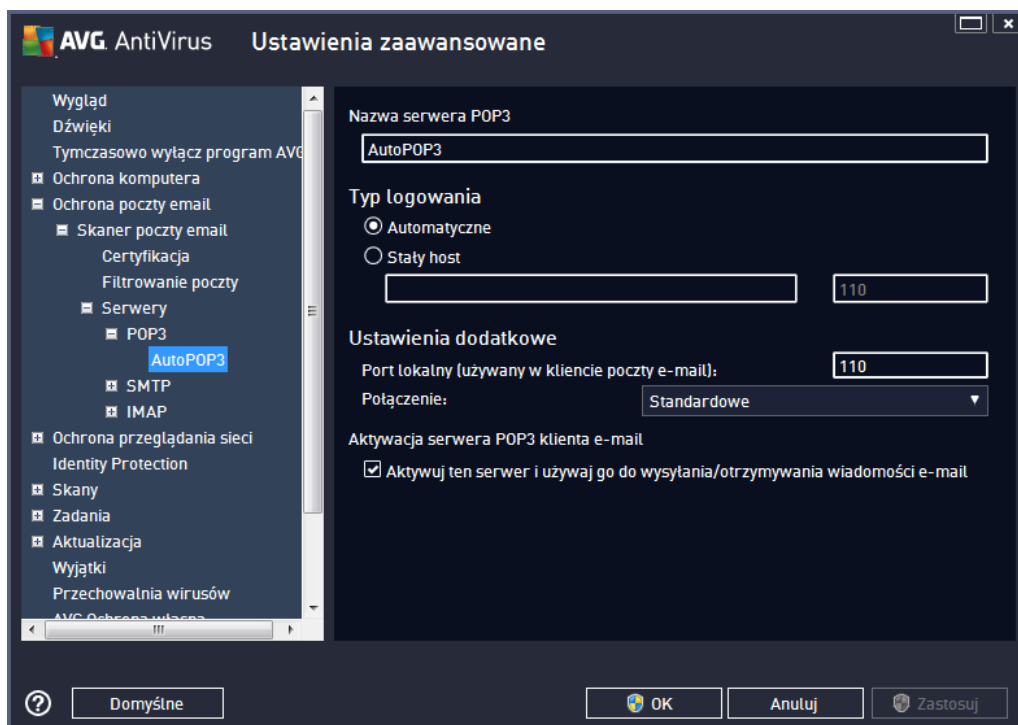 AVG. AntiVirus Ustawienia zaawansowane
Wygląd
Dźwięki
Tymczasowo wyłącz program AVG
Ochrona komputera
Ochrona poczty email
Skaner poczty email
Certyfikacja
Filtrowanie poczty
Serwery
POP3
AutoPOP3
SMTP
IMAP
Ochrona przeglądania sieci
Identity Protection
Skany
Zadania
Aktualizacja
Wyjątki
Przechowalnia wirusów
AVG Ochrona własna
Nazwa serwera POP3
AutoPOP3
Typ logowania
Automatyczne
Stały host
110
Ustawienia dodatkowe
Port lokalny (używany w kliencie poczty e-mail): 110
Połączenie: Standardowe
Aktywacja serwera POP3 klienta e-mail
Aktywuj ten serwer i używaj go do wysyłania/otrzymywania wiadomości e-mail
? Domyślne OK Anuluj Zastosuj